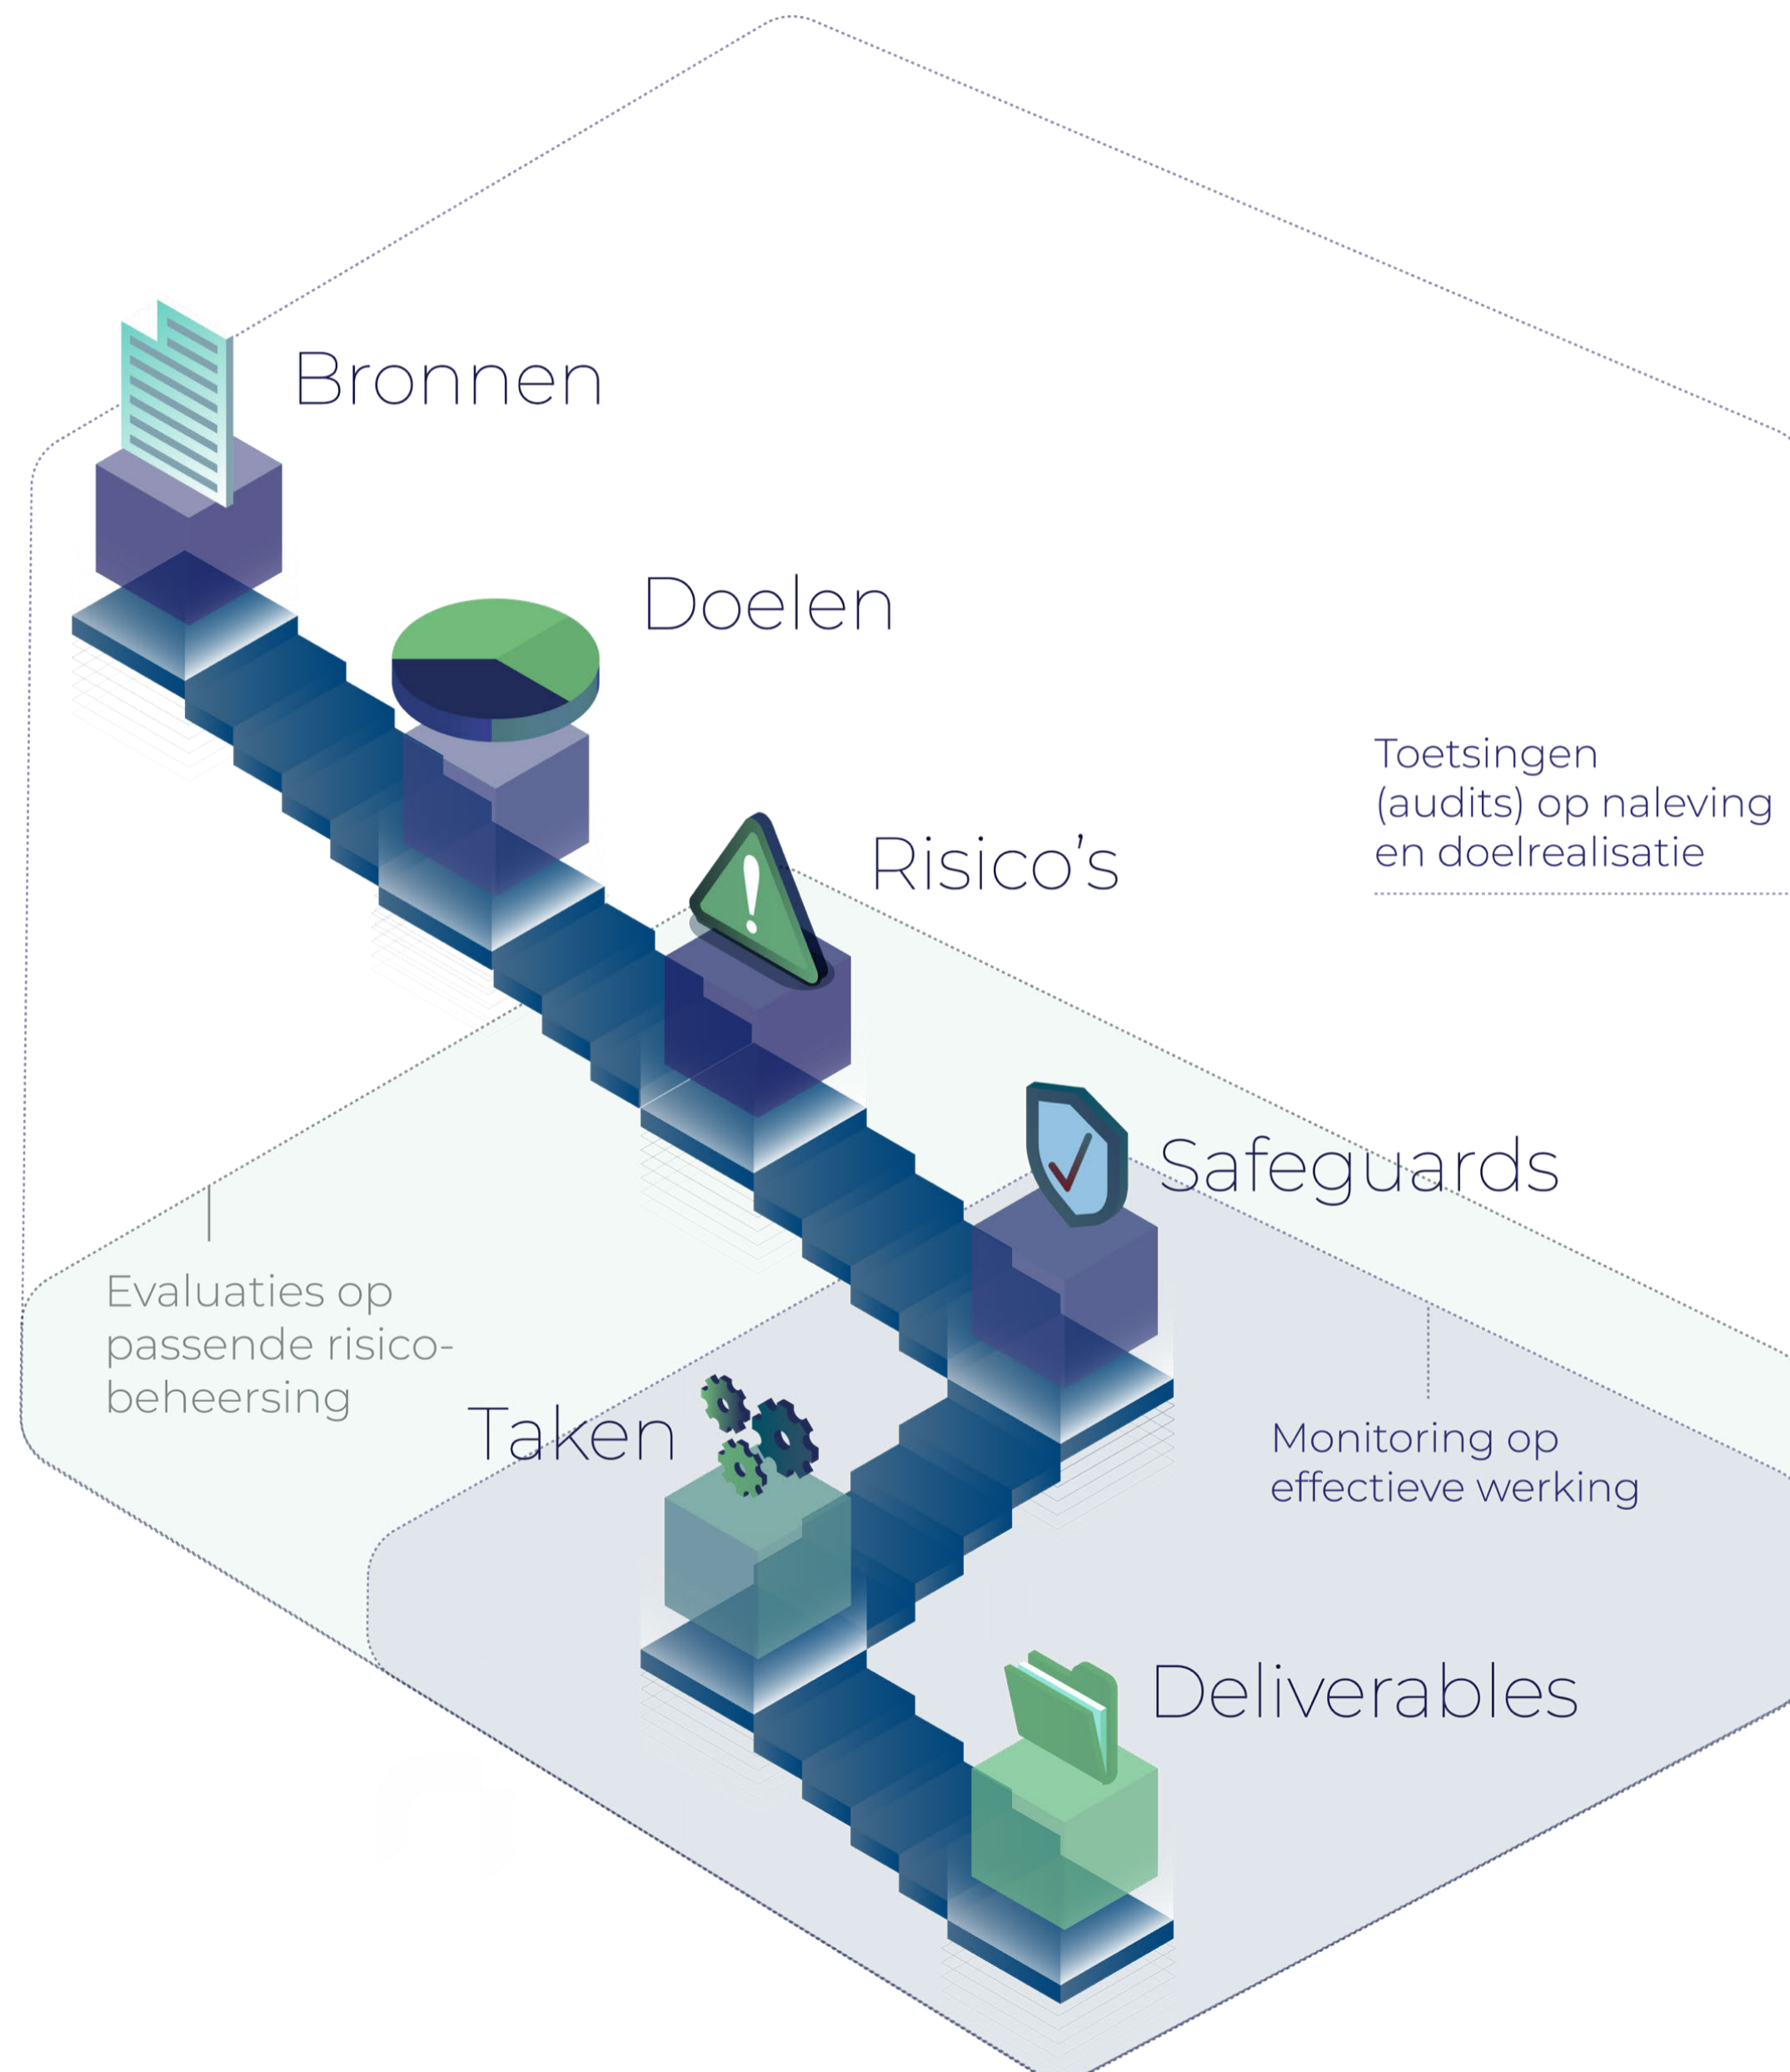 Bronnen
Doelen
Toetsingen
(audits) op naleving
en doelrealisatie
Risico’s
Safeguards
Evaluaties op
passende risico-
beheersing
Taken
Monitoring op
effectieve werking
Deliverables